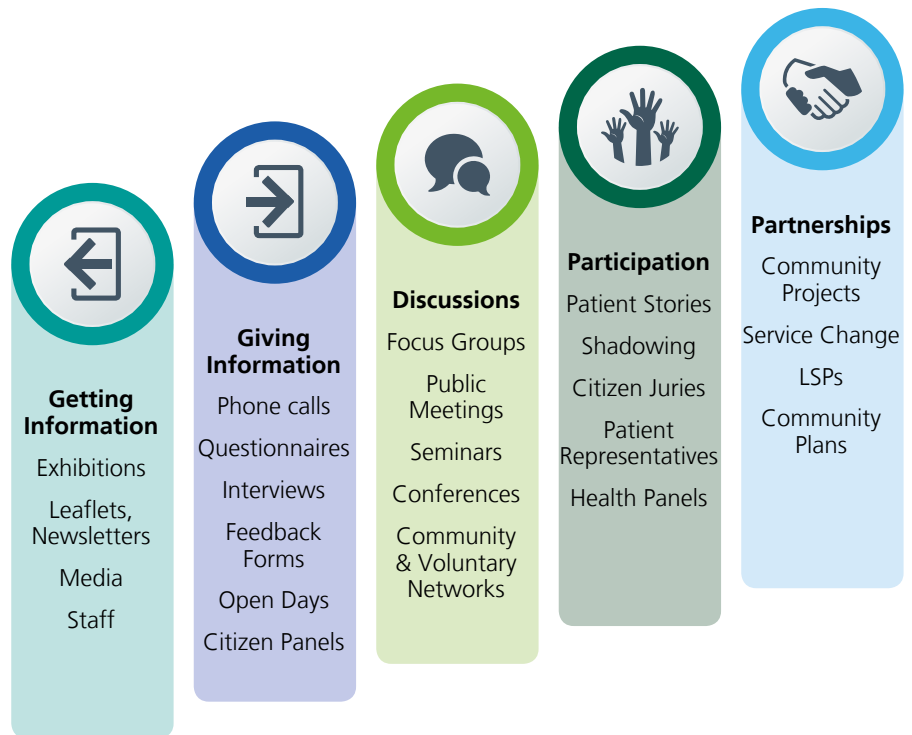 Getting
Information
Exhibitions
Leaflets,
Newsletters
Media
Staff
Giving
Information
Phone calls
Questionnaires
Interviews
Feedback
Forms
Open Days
Citizen Panels
Discussions
Focus Groups
Public
Meetings
Seminars
Conferences
Community
& Voluntary
Networks
Participation
Patient Stories
Shadowing
Citizen Juries
Patient
Representatives
Health Panels
Partnerships
Community
Projects
Service Change
LSPs
Community
Plans